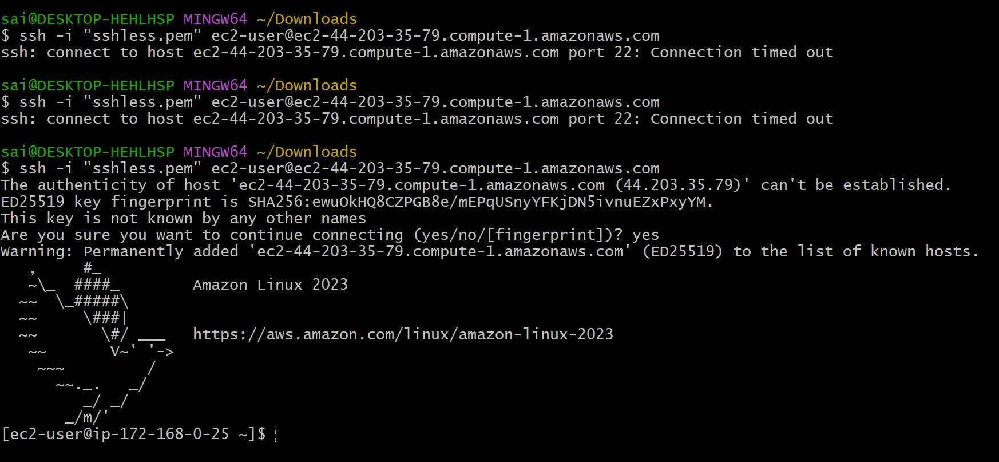 sai@DESKTOP-HEHLHSP MINGW64 ~/Downloads
$ ssh -i "sshless.pem" ec2-user@ec2-44-203-35-79.compute-1.amazonaws.com
ssh: connect to host ec2-44-203-35-79.compute-1.amazonaws.com port 22: Connection timed out

sai@DESKTOP-HEHLHSP MINGW64 ~/Downloads
$ ssh -i "sshless.pem" ec2-user@ec2-44-203-35-79.compute-1.amazonaws.com
ssh: connect to host ec2-44-203-35-79.compute-1.amazonaws.com port 22: Connection timed out

sai@DESKTOP-HEHLHSP MINGW64 ~/Downloads
$ ssh -i "sshless.pem" ec2-user@ec2-44-203-35-79.compute-1.amazonaws.com
The authenticity of host 'ec2-44-203-35-79.compute-1.amazonaws.com (44.203.35.79)' can't be established.
ED25519 key fingerprint is SHA256:ewuOkHQ8CZPGB8e/mEPqUSnyYFKjDN5ivnuEZxPxyYM.
This key is not known by any other names
Are you sure you want to continue connecting (yes/no/[fingerprint])? yes
Warning: Permanently added 'ec2-44-203-35-79.compute-1.amazonaws.com' (ED25519) to the list of known hosts.
   ,     #_
   ~\_  ####_        Amazon Linux 2023
  ~~  \_#####\
  ~~     \###|
  ~~       \#/ ___   https://aws.amazon.com/linux/amazon-linux-2023
   ~~       V~' '->
    ~~~         /
      ~~._.   _/
         _/ _/
       _/m/'
[ec2-user@ip-172-168-0-25 ~]$